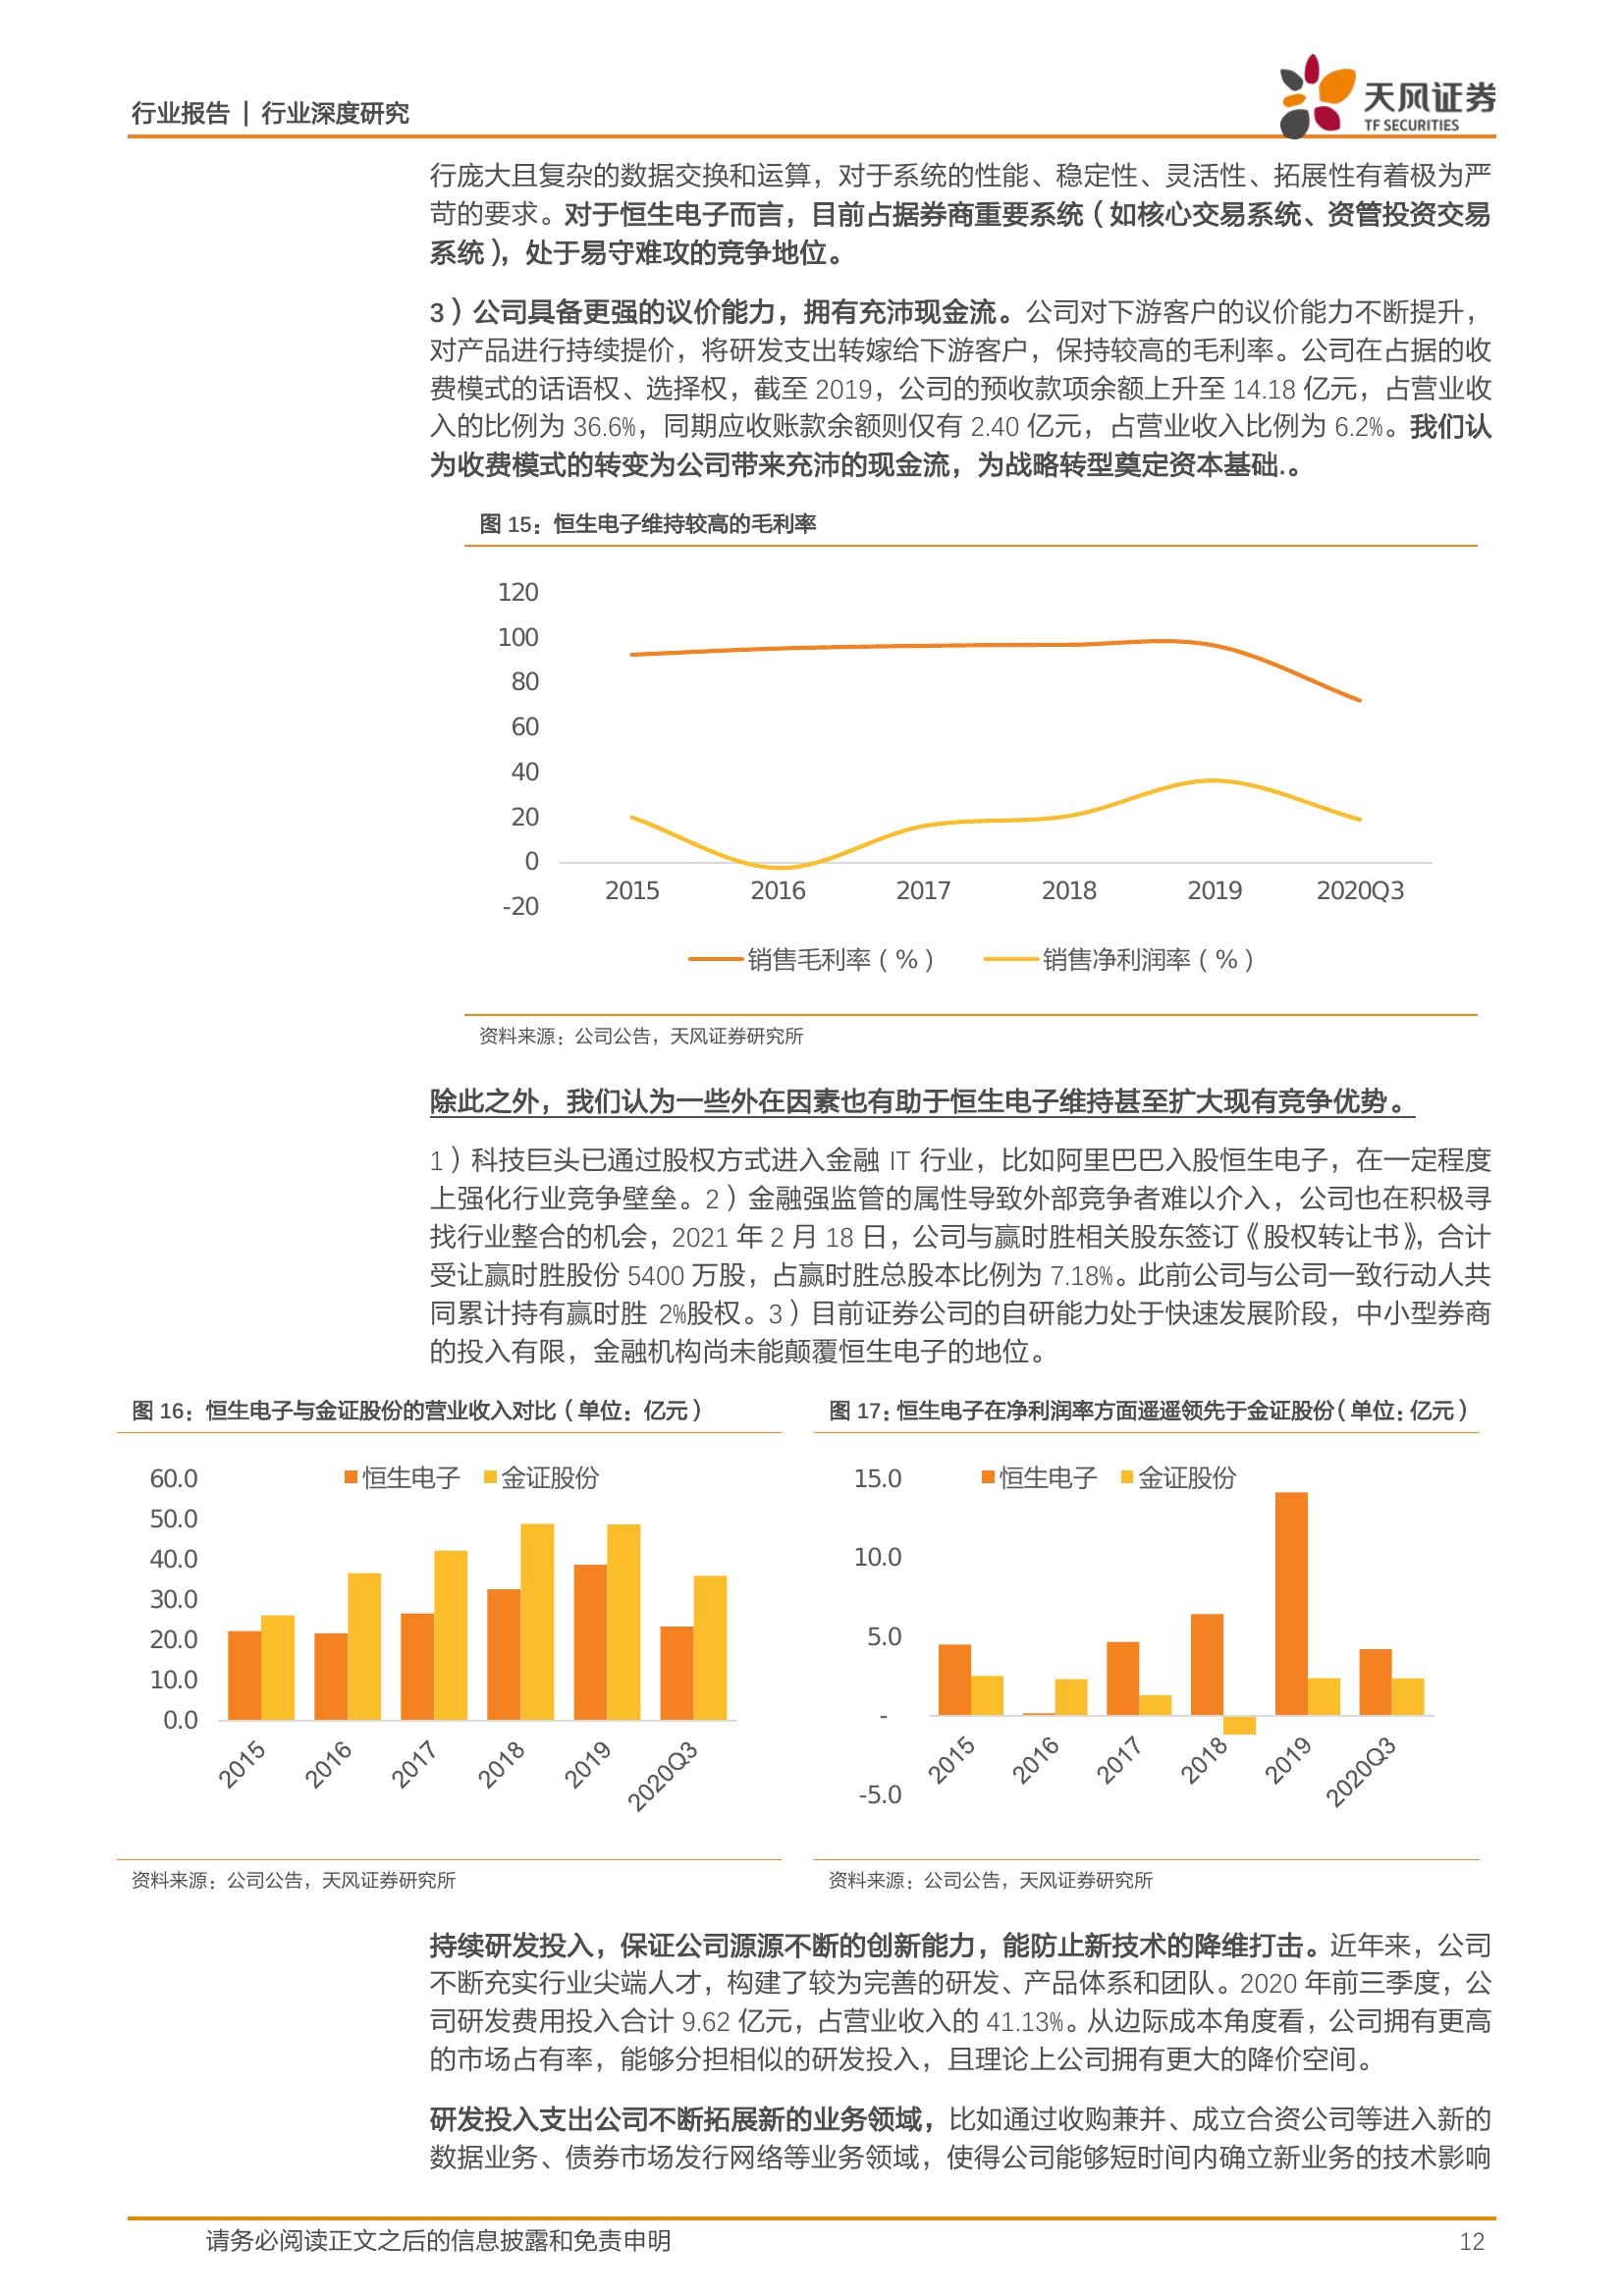 行业报告 | 行业深度研究
天风证券
TF SECURITIES
行庞大且复杂的数据交换和运算，对于系统的性能、稳定性、灵活性、拓展性有着极为严
苛的要求。对于恒生电子而言，目前占据券商重要系统（如核心交易系统、资管投资交易
系统），处于易守难攻的竞争地位。
3）公司具备更强的议价能力，拥有充沛现金流。公司对下游客户的议价能力不断提升，
对产品进行持续提价，将研发支出转嫁给下游客户，保持较高的毛利率。公司在占据的收
费模式的话语权、选择权，截至 2019，公司的预收款项余额上升至 14.18 亿元，占营业收
入的比例为 36.6%，同期应收账款余额则仅有 2.40 亿元，占营业收入比例为 6.2%。我们认
为收费模式的转变为公司带来充沛的现金流，为战略转型奠定资本基础.。
图 15：恒生电子维持较高的毛利率
120
100
80
60
40
20
0
-20
2015 2016 2017 2018 2019 2020Q3
销售毛利率（%） 销售净利润率（%）
资料来源：公司公告，天风证券研究所
除此之外，我们认为一些外在因素也有助于恒生电子维持甚至扩大现有竞争优势。
1）科技巨头已通过股权方式进入金融 IT 行业，比如阿里巴巴入股恒生电子，在一定程度
上强化行业竞争壁垒。2）金融强监管的属性导致外部竞争者难以介入，公司也在积极寻
找行业整合的机会，2021 年 2 月 18 日，公司与赢时胜相关股东签订《股权转让书》，合计
受让赢时胜股份 5400 万股，占赢时胜总股本比例为 7.18%。此前公司与公司一致行动人共
同累计持有赢时胜 2%股权。3）目前证券公司的自研能力处于快速发展阶段，中小型券商
的投入有限，金融机构尚未能颠覆恒生电子的地位。
图 16：恒生电子与金证股份的营业收入对比（单位：亿元）
恒生电子 金证股份
60.0
50.0
40.0
30.0
20.0
10.0
0.0
2015 2016 2017 2018 2019 2020Q3
资料来源：公司公告，天风证券研究所
图 17：恒生电子在净利润率方面遥遥领先于金证股份（单位：亿元）
恒生电子 金证股份
15.0
10.0
5.0
-
-5.0
2015 2016 2017 2018 2019 2020Q3
资料来源：公司公告，天风证券研究所
持续研发投入，保证公司源源不断的创新能力，能防止新技术的降维打击。近年来，公司
不断充实行业尖端人才，构建了较为完善的研发、产品体系和团队。2020 年前三季度，公
司研发费用投入合计 9.62 亿元，占营业收入的 41.13%。从边际成本角度看，公司拥有更高
的市场占有率，能够分担相似的研发投入，且理论上公司拥有更大的降价空间。
研发投入支出公司不断拓展新的业务领域，比如通过收购兼并、成立合资公司等进入新的
数据业务、债券市场发行网络等业务领域，使得公司能够短时间内确立新业务的技术影响
请务必阅读正文之后的信息披露和免责申明
12